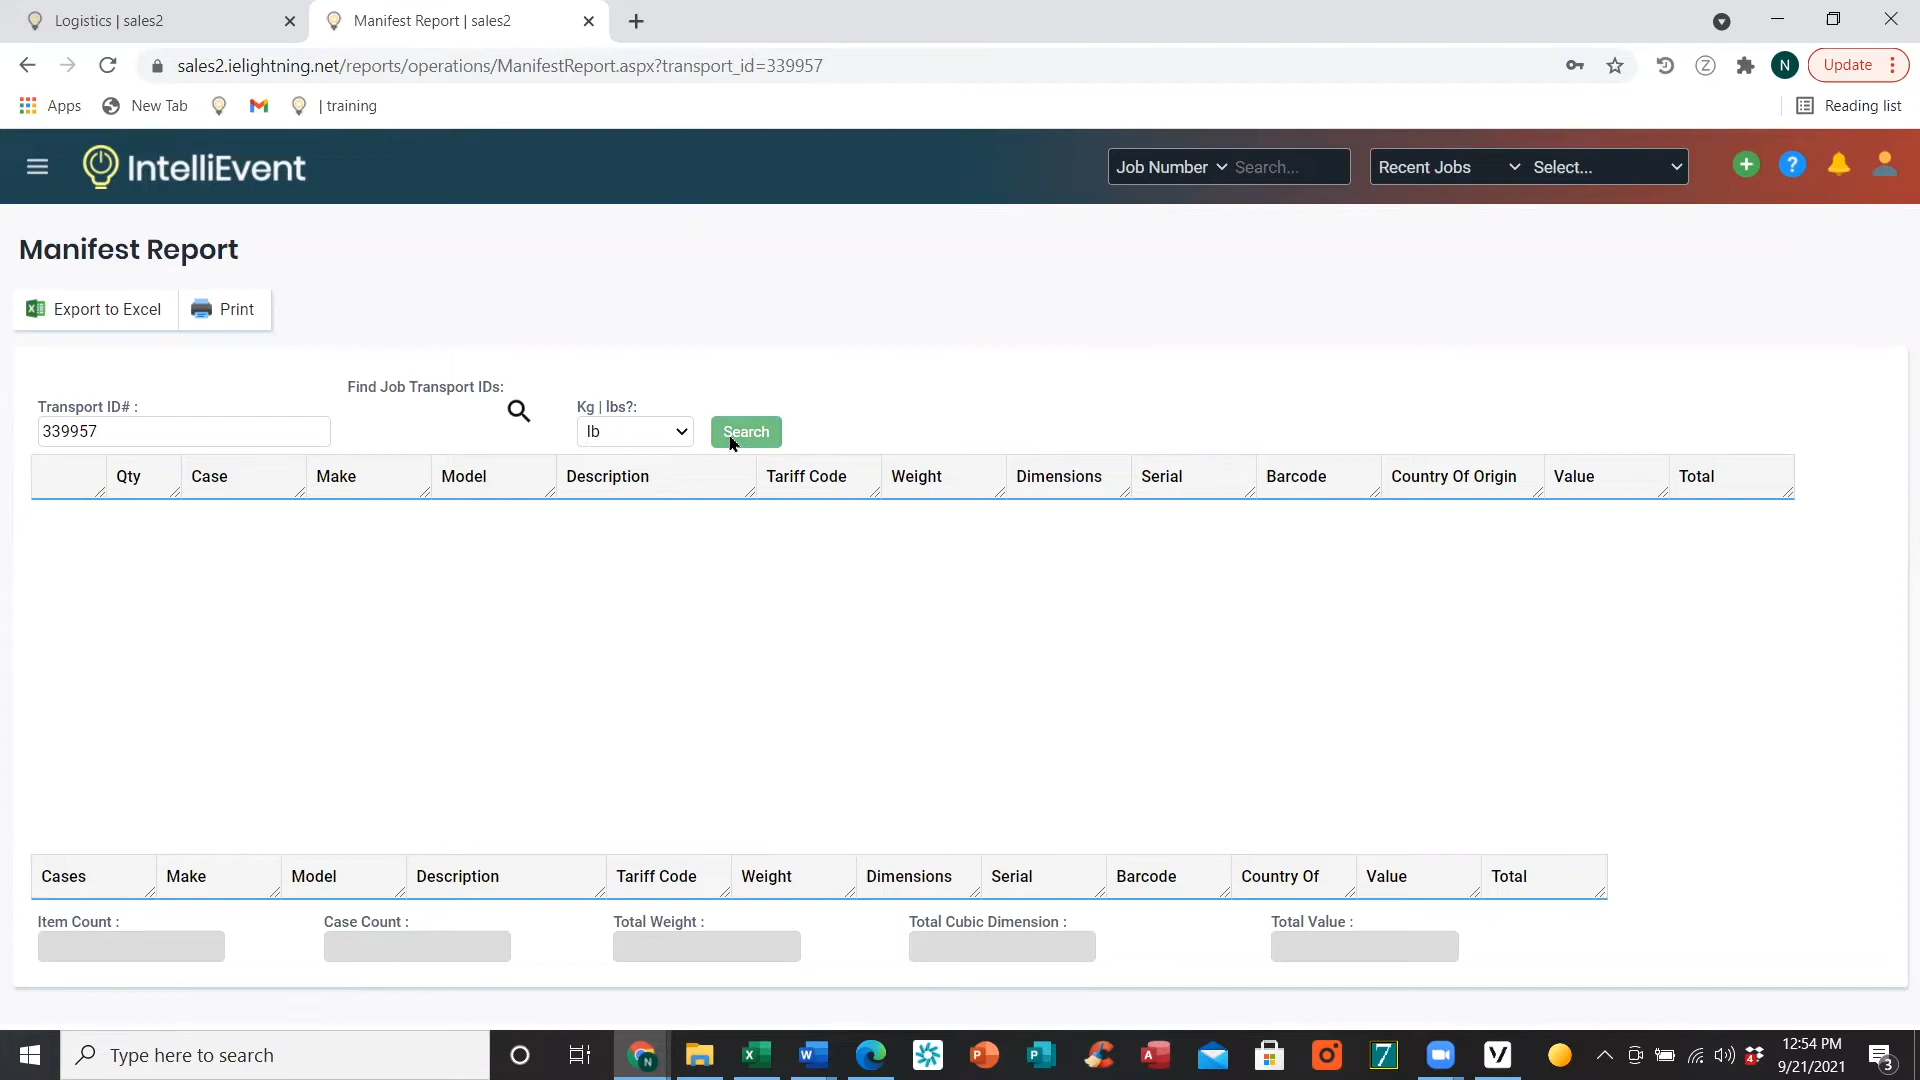 Logistics | sales2
Manifest Report | sales2
sales2.ielightning.net/reports/operations/ManifestReport.aspx?transport_id=339957
Z
N
Update
Apps
New Tab
| training
Reading list
IntelliEvent
Job Number
Search...
Recent Jobs
Select...
Manifest Report
Export to Excel
Print
Find Job Transport IDs:
Transport ID# :
Kg | lbs?:
339957
lb
Search
Qty Case Make Model Description Tariff Code Weight Dimensions Serial Barcode Country Of Origin Value Total
Cases Make Model Description Tariff Code Weight Dimensions Serial Barcode Country Of Value Total
Item Count :
Case Count :
Total Weight :
Total Cubic Dimension :
Total Value :
Type here to search
12:54 PM
9/21/2021
3